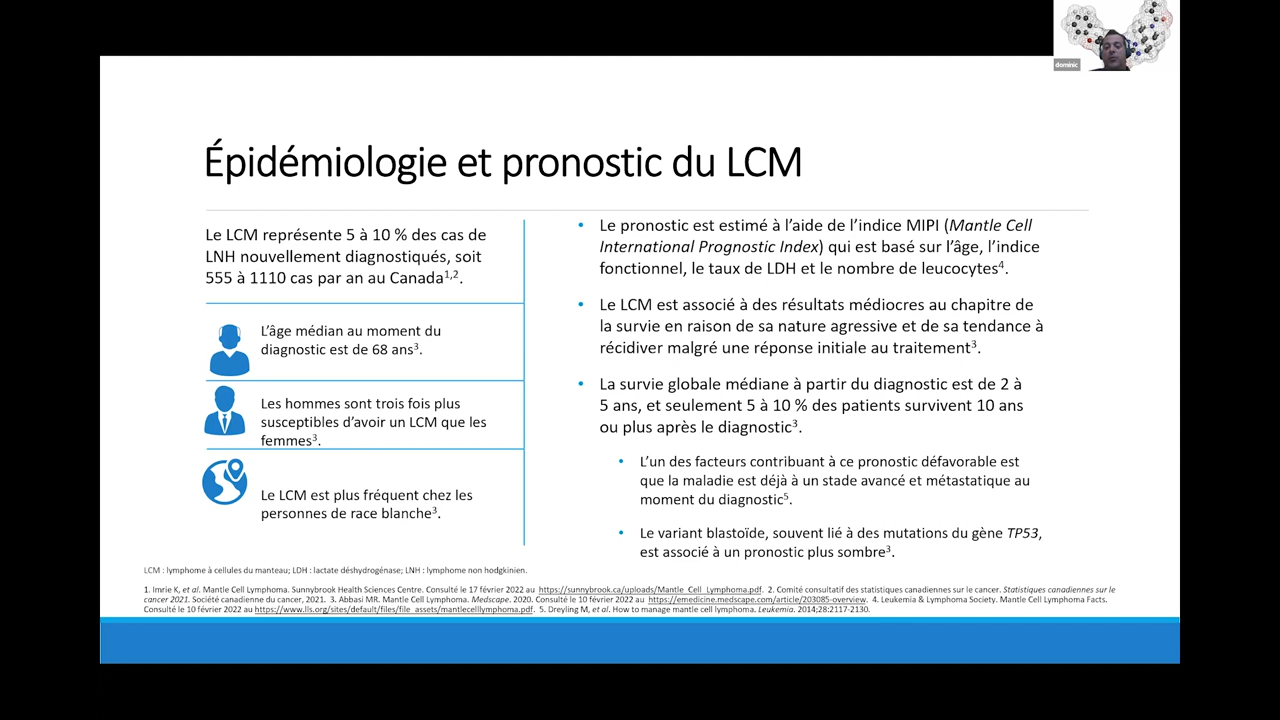 dominic
Épidémiologie et pronostic du LCM
Le LCM représente 5 à 10 % des cas de
LNH nouvellement diagnostiqués, soit
555 à 1110 cas par an au Canada1,2.
L’âge médian au moment du
diagnostic est de 68 ans3.
Les hommes sont trois fois plus
susceptibles d’avoir un LCM que les
femmes3.
Le LCM est plus fréquent chez les
personnes de race blanche3.
• Le pronostic est estimé à l’aide de l’indice MIPI (Mantle Cell
International Prognostic Index) qui est basé sur l’âge, l’indice
fonctionnel, le taux de LDH et le nombre de leucocytes4.
• Le LCM est associé à des résultats médiocres au chapitre de
la survie en raison de sa nature agressive et de sa tendance à
récidiver malgré une réponse initiale au traitement3.
• La survie globale médiane à partir du diagnostic est de 2 à
5 ans, et seulement 5 à 10 % des patients survivent 10 ans
ou plus après le diagnostic3.
• L’un des facteurs contribuant à ce pronostic défavorable est
que la maladie est déjà à un stade avancé et métastatique au
moment du diagnostic5.
• Le variant blastoïde, souvent lié à des mutations du gène TP53,
est associé à un pronostic plus sombre3.
LCM : lymphome à cellules du manteau; LDH : lactate déshydrogénase; LNH : lymphome non hodgkinien.
1. Imrie K, et al. Mantle Cell Lymphoma. Sunnybrook Health Sciences Centre. Consulté le 17 février 2022 au https://sunnybrook.ca/uploads/Mantle_Cell_Lymphoma.pdf. 2. Comité consultatif des statistiques canadiennes sur le cancer. Statistiques canadiennes sur le
cancer 2021. Société canadienne du cancer, 2021. 3. Abbasi MR. Mantle Cell Lymphoma. Medscape. 2020. Consulté le 10 février 2022 au https://emedicine.medscape.com/article/203085-overview. 4. Leukemia & Lymphoma Society. Mantle Cell Lymphoma Facts.
Consulté le 10 février 2022 au https://www.lls.org/sites/default/files/file_assets/mantlecelllymphoma.pdf. 5. Dreyling M, et al. How to manage mantle cell lymphoma. Leukemia. 2014;28:2117-2130.